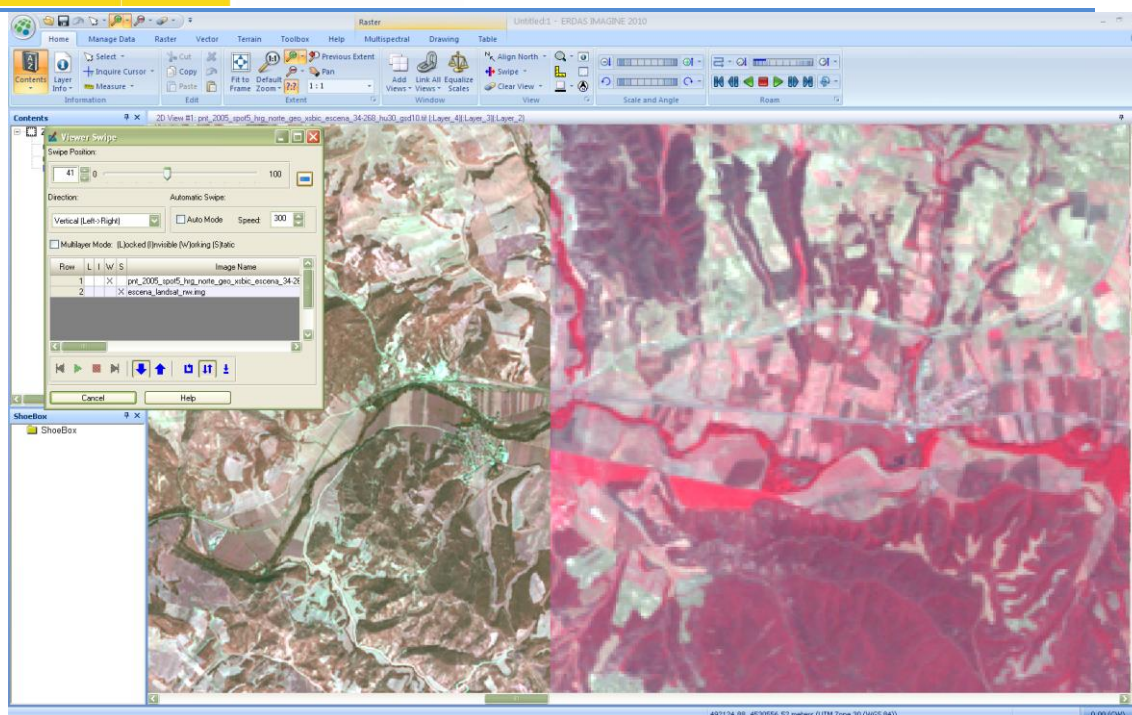 Raster
Untitled:1 - ERDAS IMAGINE 2010
Home Manage Data Raster Vector Terrain Toolbox Help Multispectral Drawing Table
Contents
Layer Info
Select
Inquire Cursor
Measure
Information
Cut
Copy
Paste
Edit
Fit to Frame
Default Zoom
Previous Extent
Pan
1:1
Extent
Add Views
Link All Views
Equalize Scales
Window
Align North
Swipe
Clear View
View
Scale and Angle
Roam
Contents
2D View #1: pnt_2005_spot5_hrg_norte_geo_xsbic_escena_34-268_hu30_gsd10.tif (:Layer_4)(:Layer_3)(:Layer_2)
Viewer Swipe
Swipe Position:
41 0 100
Direction: Automatic Swipe:
Vertical (Left->Right) Auto Mode Speed: 300
Multilayer Mode: (L)ocked (I)nvisible (W)orking (S)tatic
Row L I W S Image Name
1 X pnt_2005_spot5_hrg_norte_geo_xsbic_escena_34-26
2 X escena_landsat_nw.img
Cancel Help
ShoeBox
ShoeBox